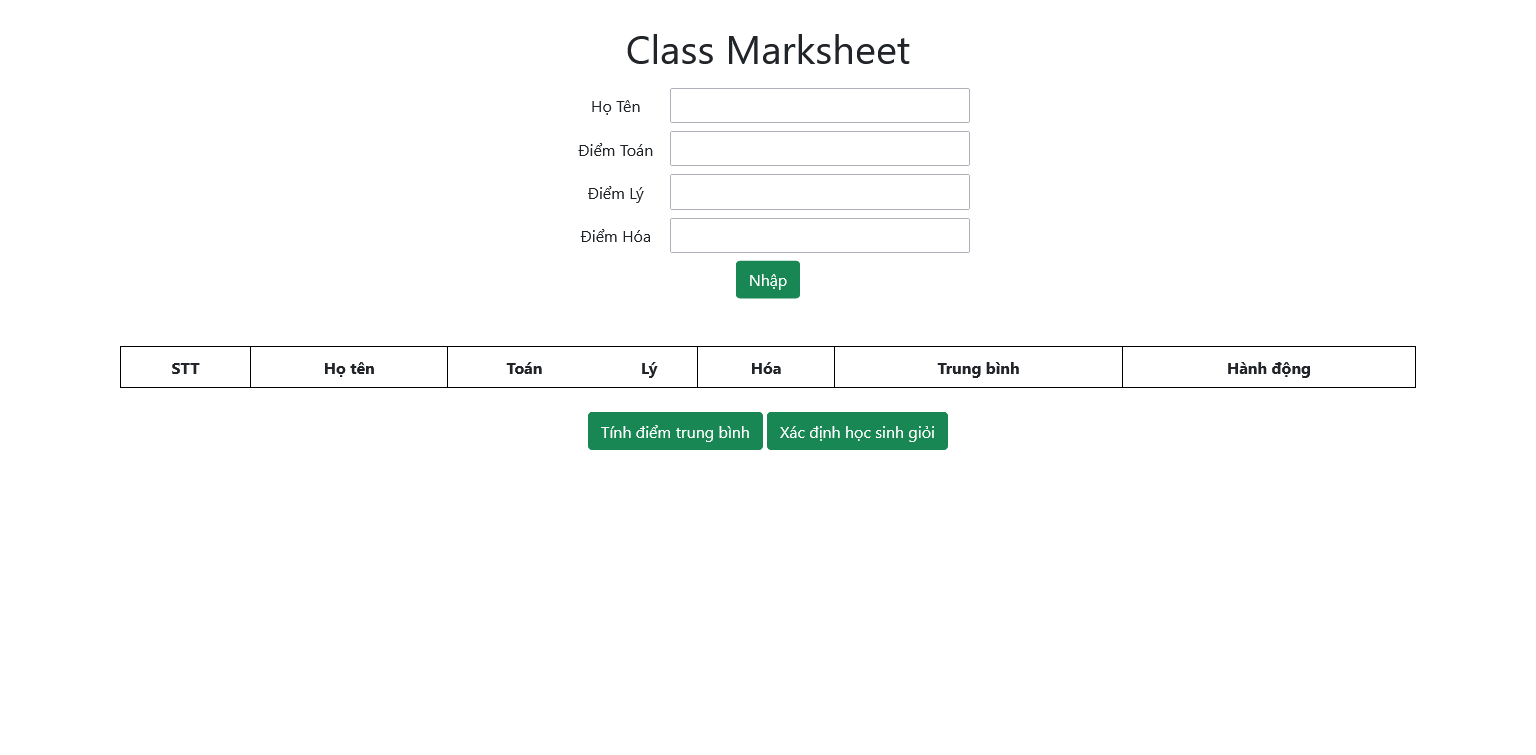 Class Marksheet
Họ Tên
Điểm Toán
Điểm Lý
Điểm Hóa
Nhập
STT Họ tên Toán Lý Hóa Trung bình Hành động
Tính điểm trung bình Xác định học sinh giỏi